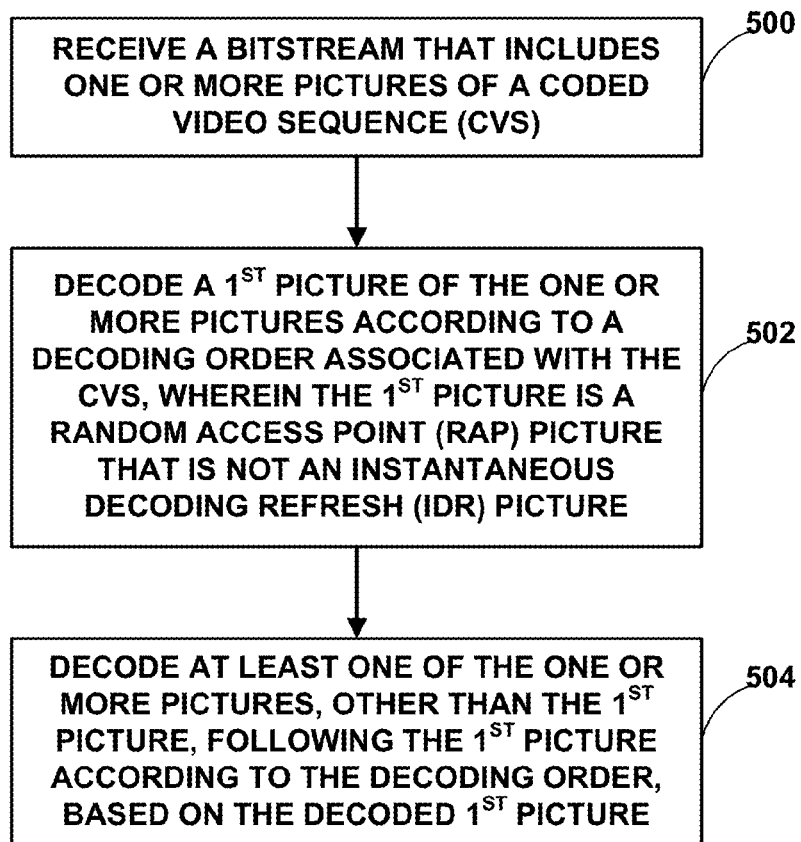 500
RECEIVE A BITSTREAM THAT INCLUDES
ONE OR MORE PICTURES OF A CODED
VIDEO SEQUENCE (CVS)
502
DECODE A 1ST PICTURE OF THE ONE OR
MORE PICTURES ACCORDING TO A
DECODING ORDER ASSOCIATED WITH THE
CVS, WHEREIN THE 1ST PICTURE IS A
RANDOM ACCESS POINT (RAP) PICTURE
THAT IS NOT AN INSTANTANEOUS
DECODING REFRESH (IDR) PICTURE
504
DECODE AT LEAST ONE OF THE ONE OR
MORE PICTURES, OTHER THAN THE 1ST
PICTURE, FOLLOWING THE 1ST PICTURE
ACCORDING TO THE DECODING ORDER,
BASED ON THE DECODED 1ST PICTURE